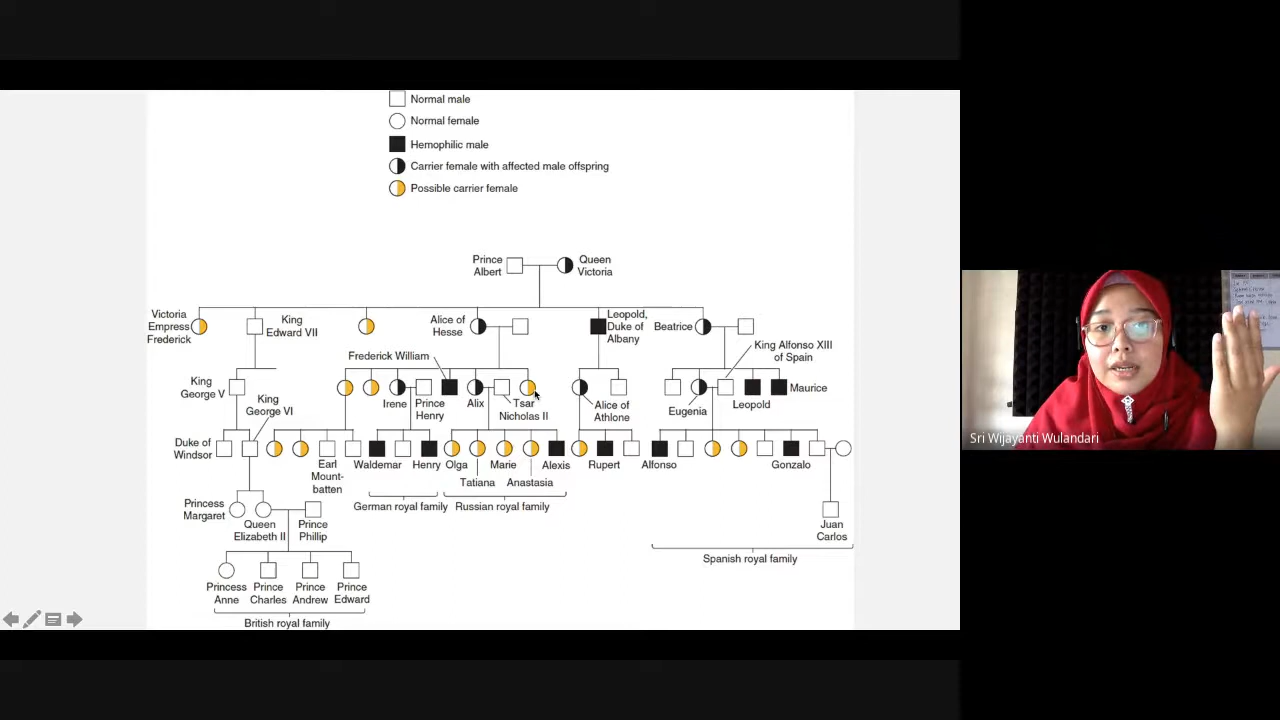 Normal male
Normal female
Hemophilic male
Carrier female with affected male offspring
Possible carrier female
Prince
Albert
Queen
Victoria
Victoria
Empress
Frederick
King
Edward VII
Alice of
Hesse
Leopold,
Duke of
Albany
Beatrice
King Alfonso XIII
of Spain
Frederick William
King
George V
King
George VI
Irene
Prince
Henry
Alix
Tsar
Nicholas II
Alice of
Athlone
Eugenia
Leopold
Maurice
Duke of
Windsor
Earl
Mount-
batten
Waldemar
Henry
Olga
Tatiana
Marie
Anastasia
Alexis
Rupert
Alfonso
Gonzalo
German royal family
Russian royal family
Princess
Margaret
Queen
Elizabeth II
Prince
Phillip
Juan
Carlos
Spanish royal family
Princess
Anne
Prince
Charles
Prince
Andrew
Prince
Edward
British royal family
Sri Wijayanti Wulandari